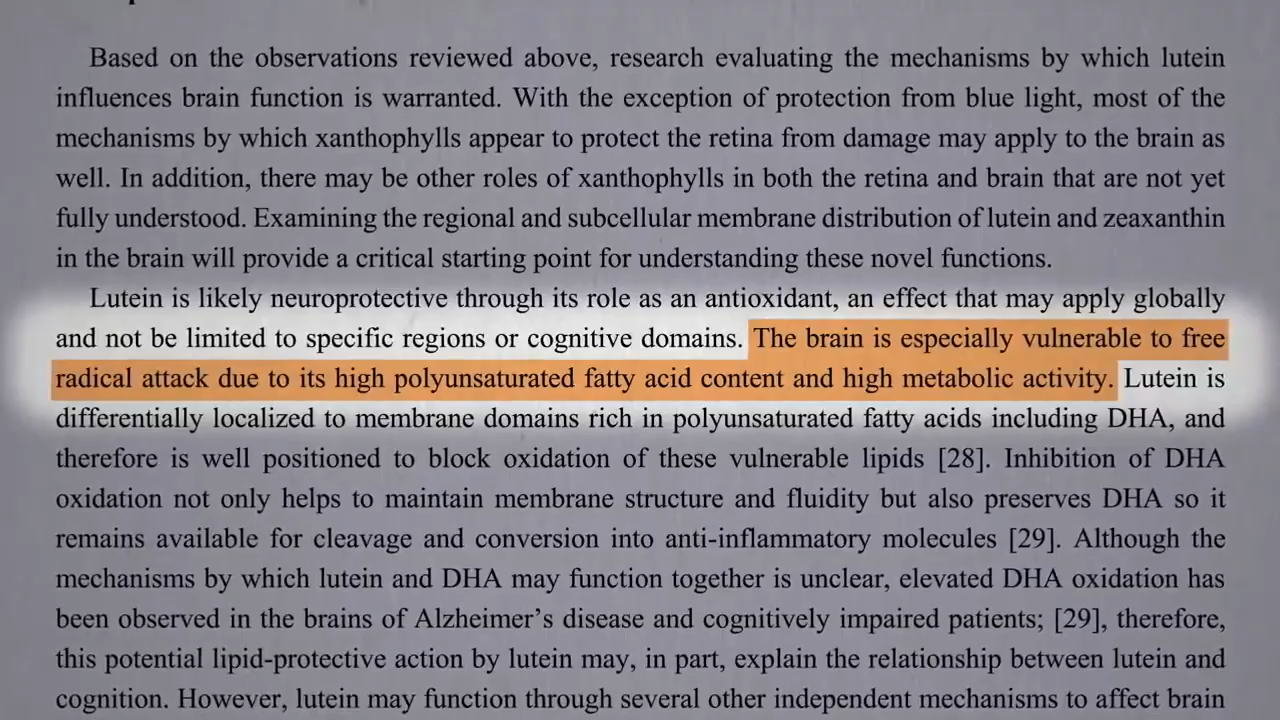 Based on the observations reviewed above, research evaluating the mechanisms by which lutein
influences brain function is warranted. With the exception of protection from blue light, most of the
mechanisms by which xanthophylls appear to protect the retina from damage may apply to the brain as
well. In addition, there may be other roles of xanthophylls in both the retina and brain that are not yet
fully understood. Examining the regional and subcellular membrane distribution of lutein and zeaxanthin
in the brain will provide a critical starting point for understanding these novel functions.
Lutein is likely neuroprotective through its role as an antioxidant, an effect that may apply globally
and not be limited to specific regions or cognitive domains. The brain is especially vulnerable to free
radical attack due to its high polyunsaturated fatty acid content and high metabolic activity. Lutein is
differentially localized to membrane domains rich in polyunsaturated fatty acids including DHA, and
therefore is well positioned to block oxidation of these vulnerable lipids [28]. Inhibition of DHA
oxidation not only helps to maintain membrane structure and fluidity but also preserves DHA so it
remains available for cleavage and conversion into anti-inflammatory molecules [29]. Although the
mechanisms by which lutein and DHA may function together is unclear, elevated DHA oxidation has
been observed in the brains of Alzheimer’s disease and cognitively impaired patients; [29], therefore,
this potential lipid-protective action by lutein may, in part, explain the relationship between lutein and
cognition. However, lutein may function through several other independent mechanisms to affect brain